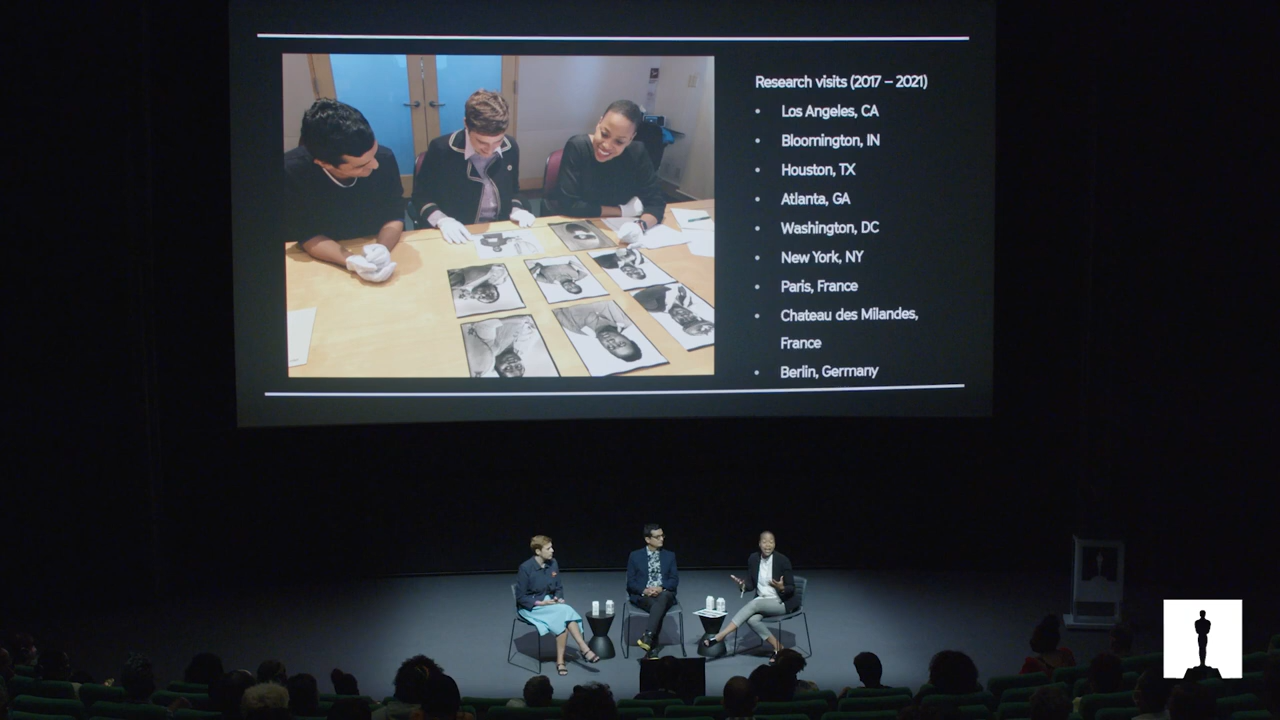 Research visits (2017 – 2021)
• Los Angeles, CA
• Bloomington, IN
• Houston, TX
• Atlanta, GA
• Washington, DC
• New York, NY
• Paris, France
• Chateau des Milandes,
France
• Berlin, Germany